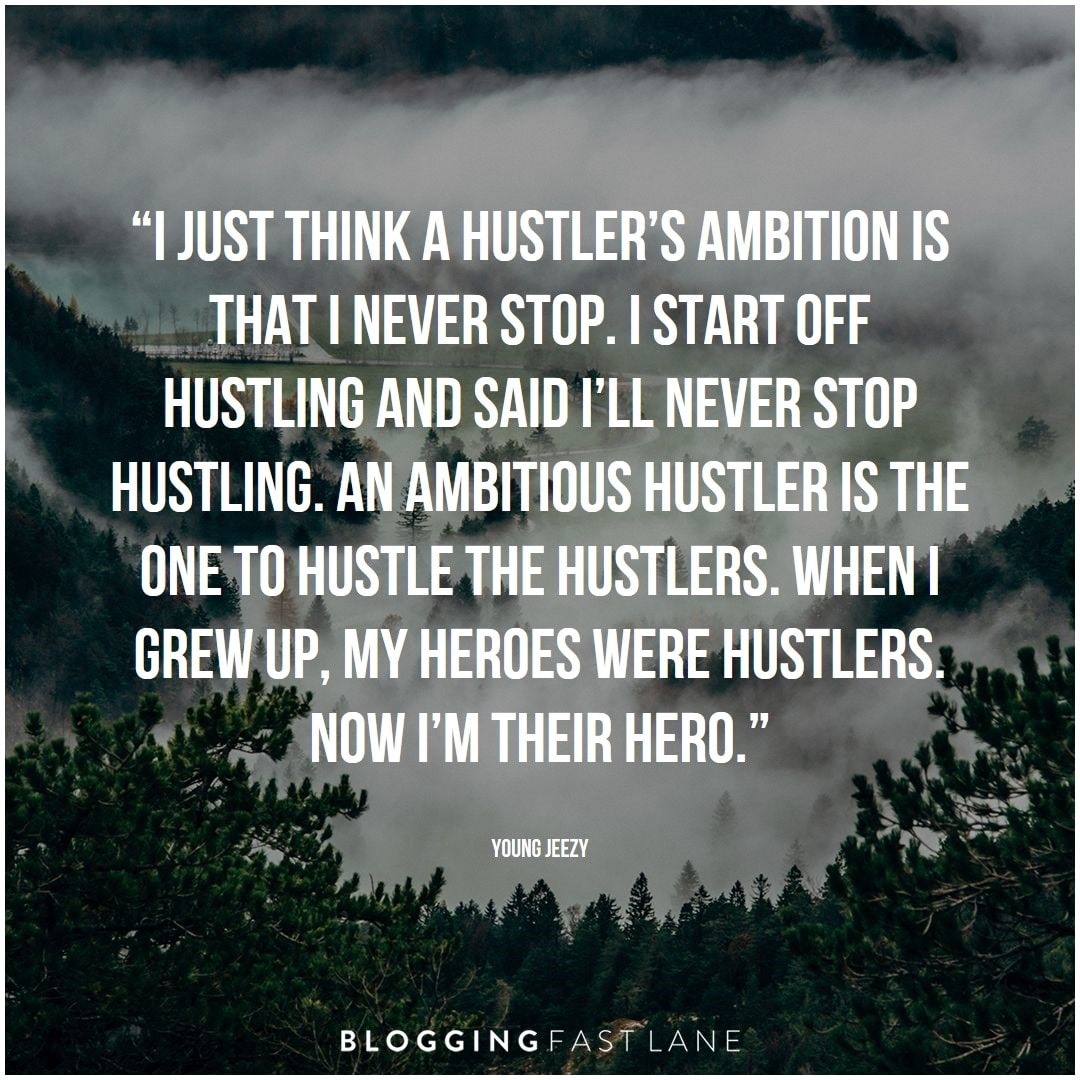 “I JUST THINK A HUSTLER’S AMBITION IS
THAT I NEVER STOP. I START OFF
HUSTLING AND SAID I’LL NEVER STOP
HUSTLING. AN AMBITIOUS HUSTLER IS THE
ONE TO HUSTLE THE HUSTLERS. WHEN I
GREW UP, MY HEROES WERE HUSTLERS.
NOW I’M THEIR HERO.”
YOUNG JEEZY
BLOGGING FAST LANE